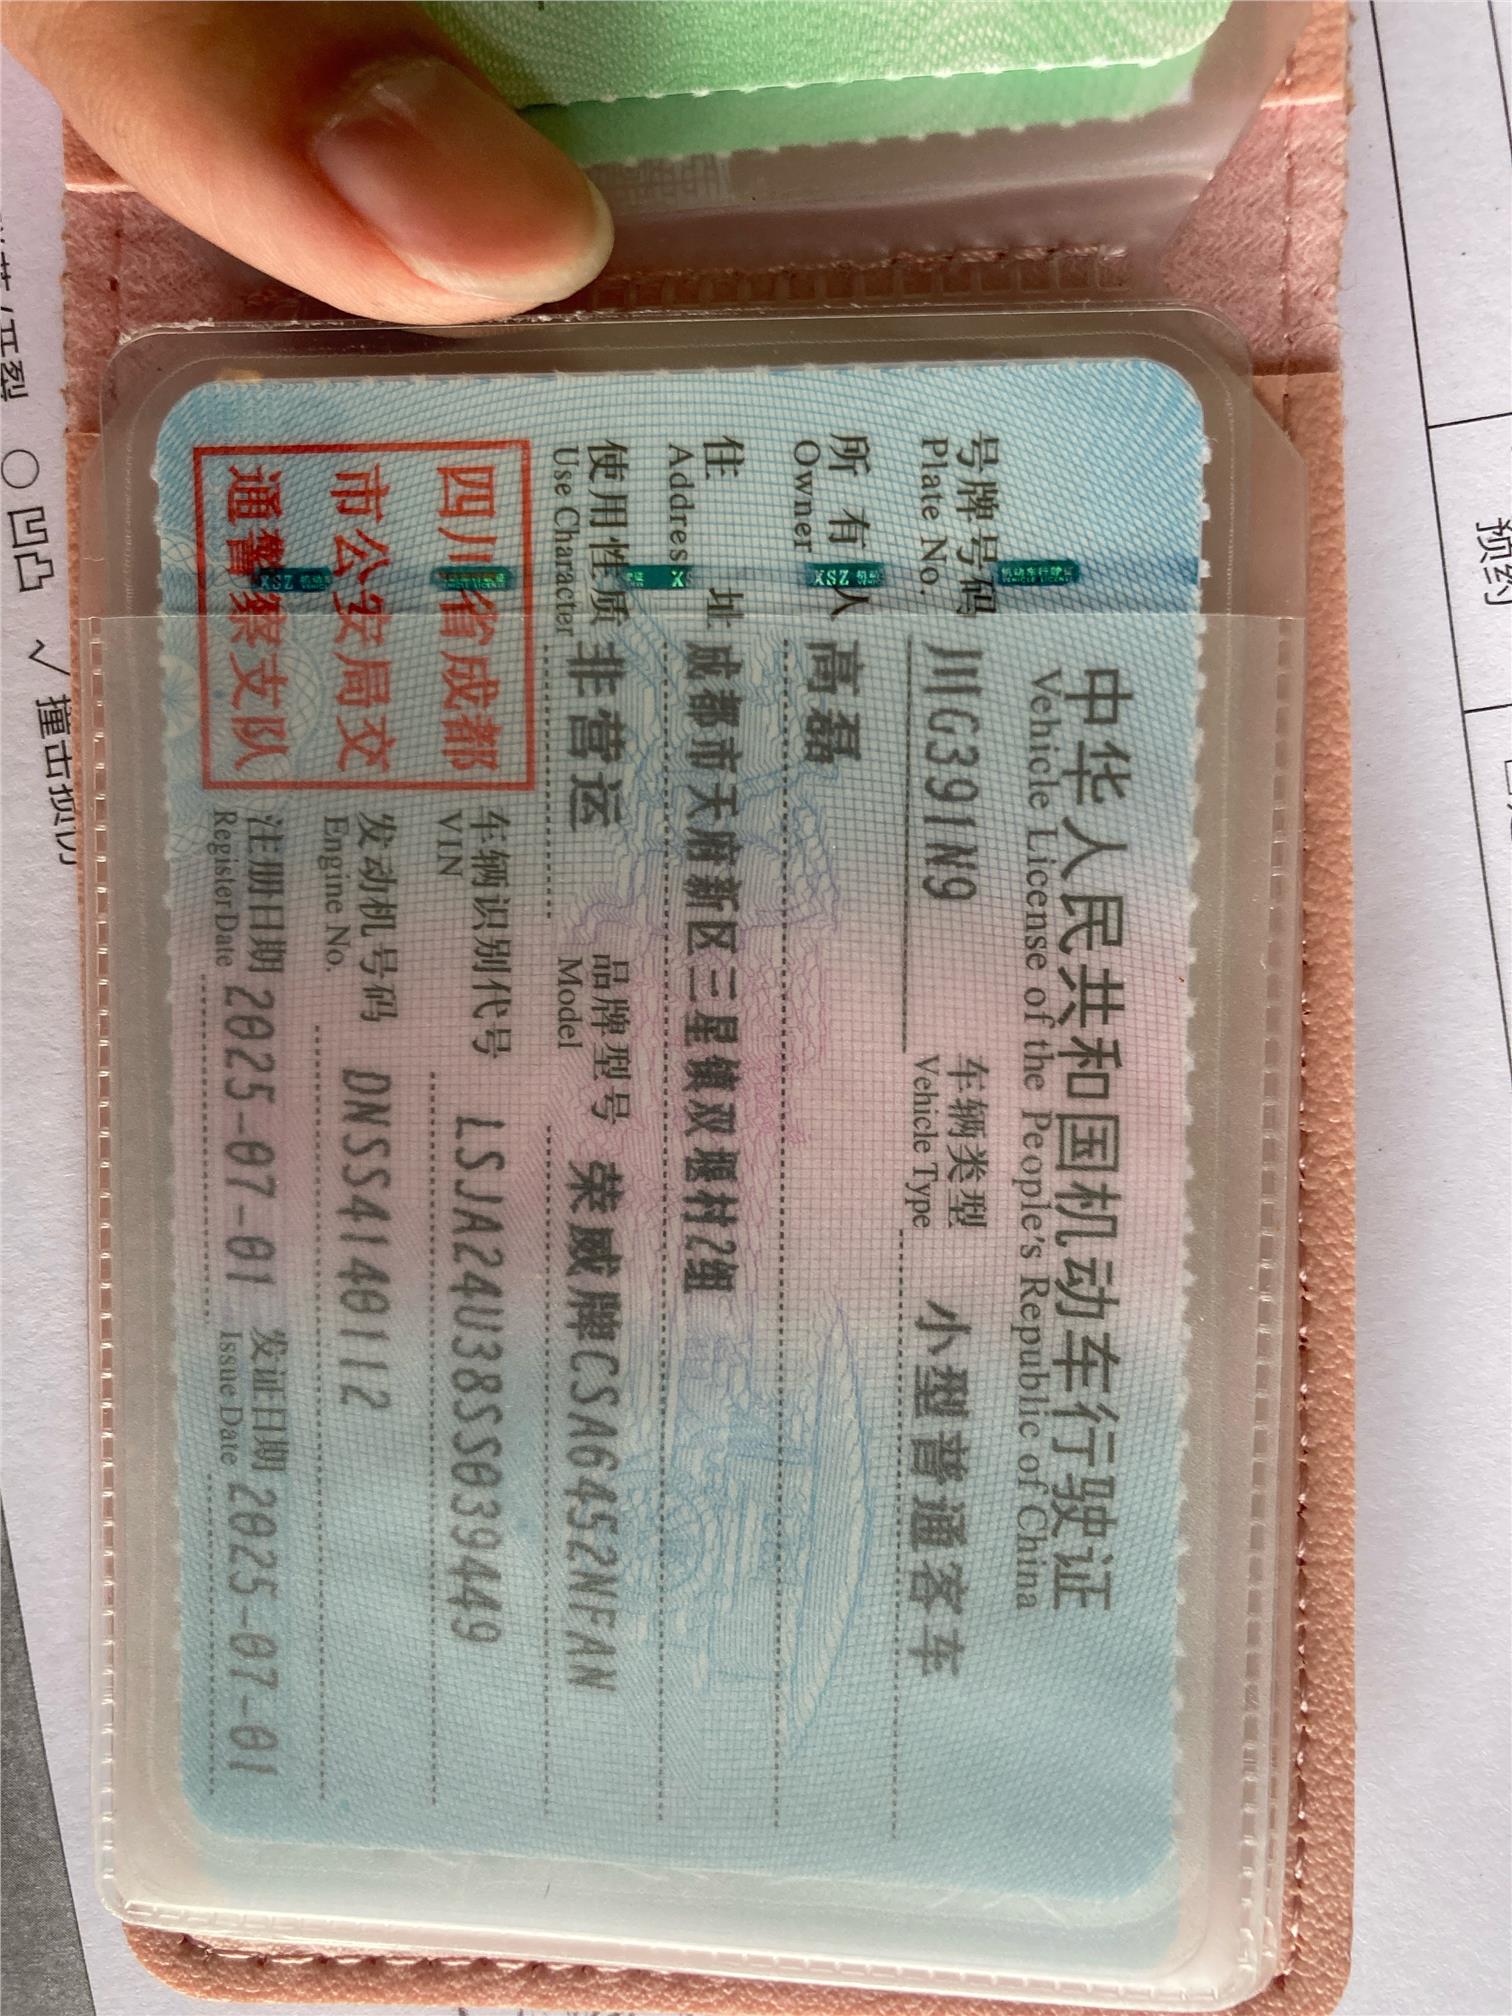 中华人民共和国机动车行驶证
Vehicle License of the People's Republic of China
号牌号码 川G391N9 车辆类型 小型普通客车
Plate No. Vehicle Type
所有人 高磊
Owner
住址 成都市天府新区三星镇双堰村2组
Address
使用性质 非营运 品牌型号 荣威牌CSA6452NFAN
Use Character Model
四川省成都
市公安局交
通警察支队
车辆识别代号 LSJA24U38SS039449
VIN
发动机号码 DNSS4140112
Engine No.
注册日期 2025-07-01 发证日期 2025-07-01
Register Date Issue Date
预约
开裂 ○ 凹凸 √ 撞击损伤